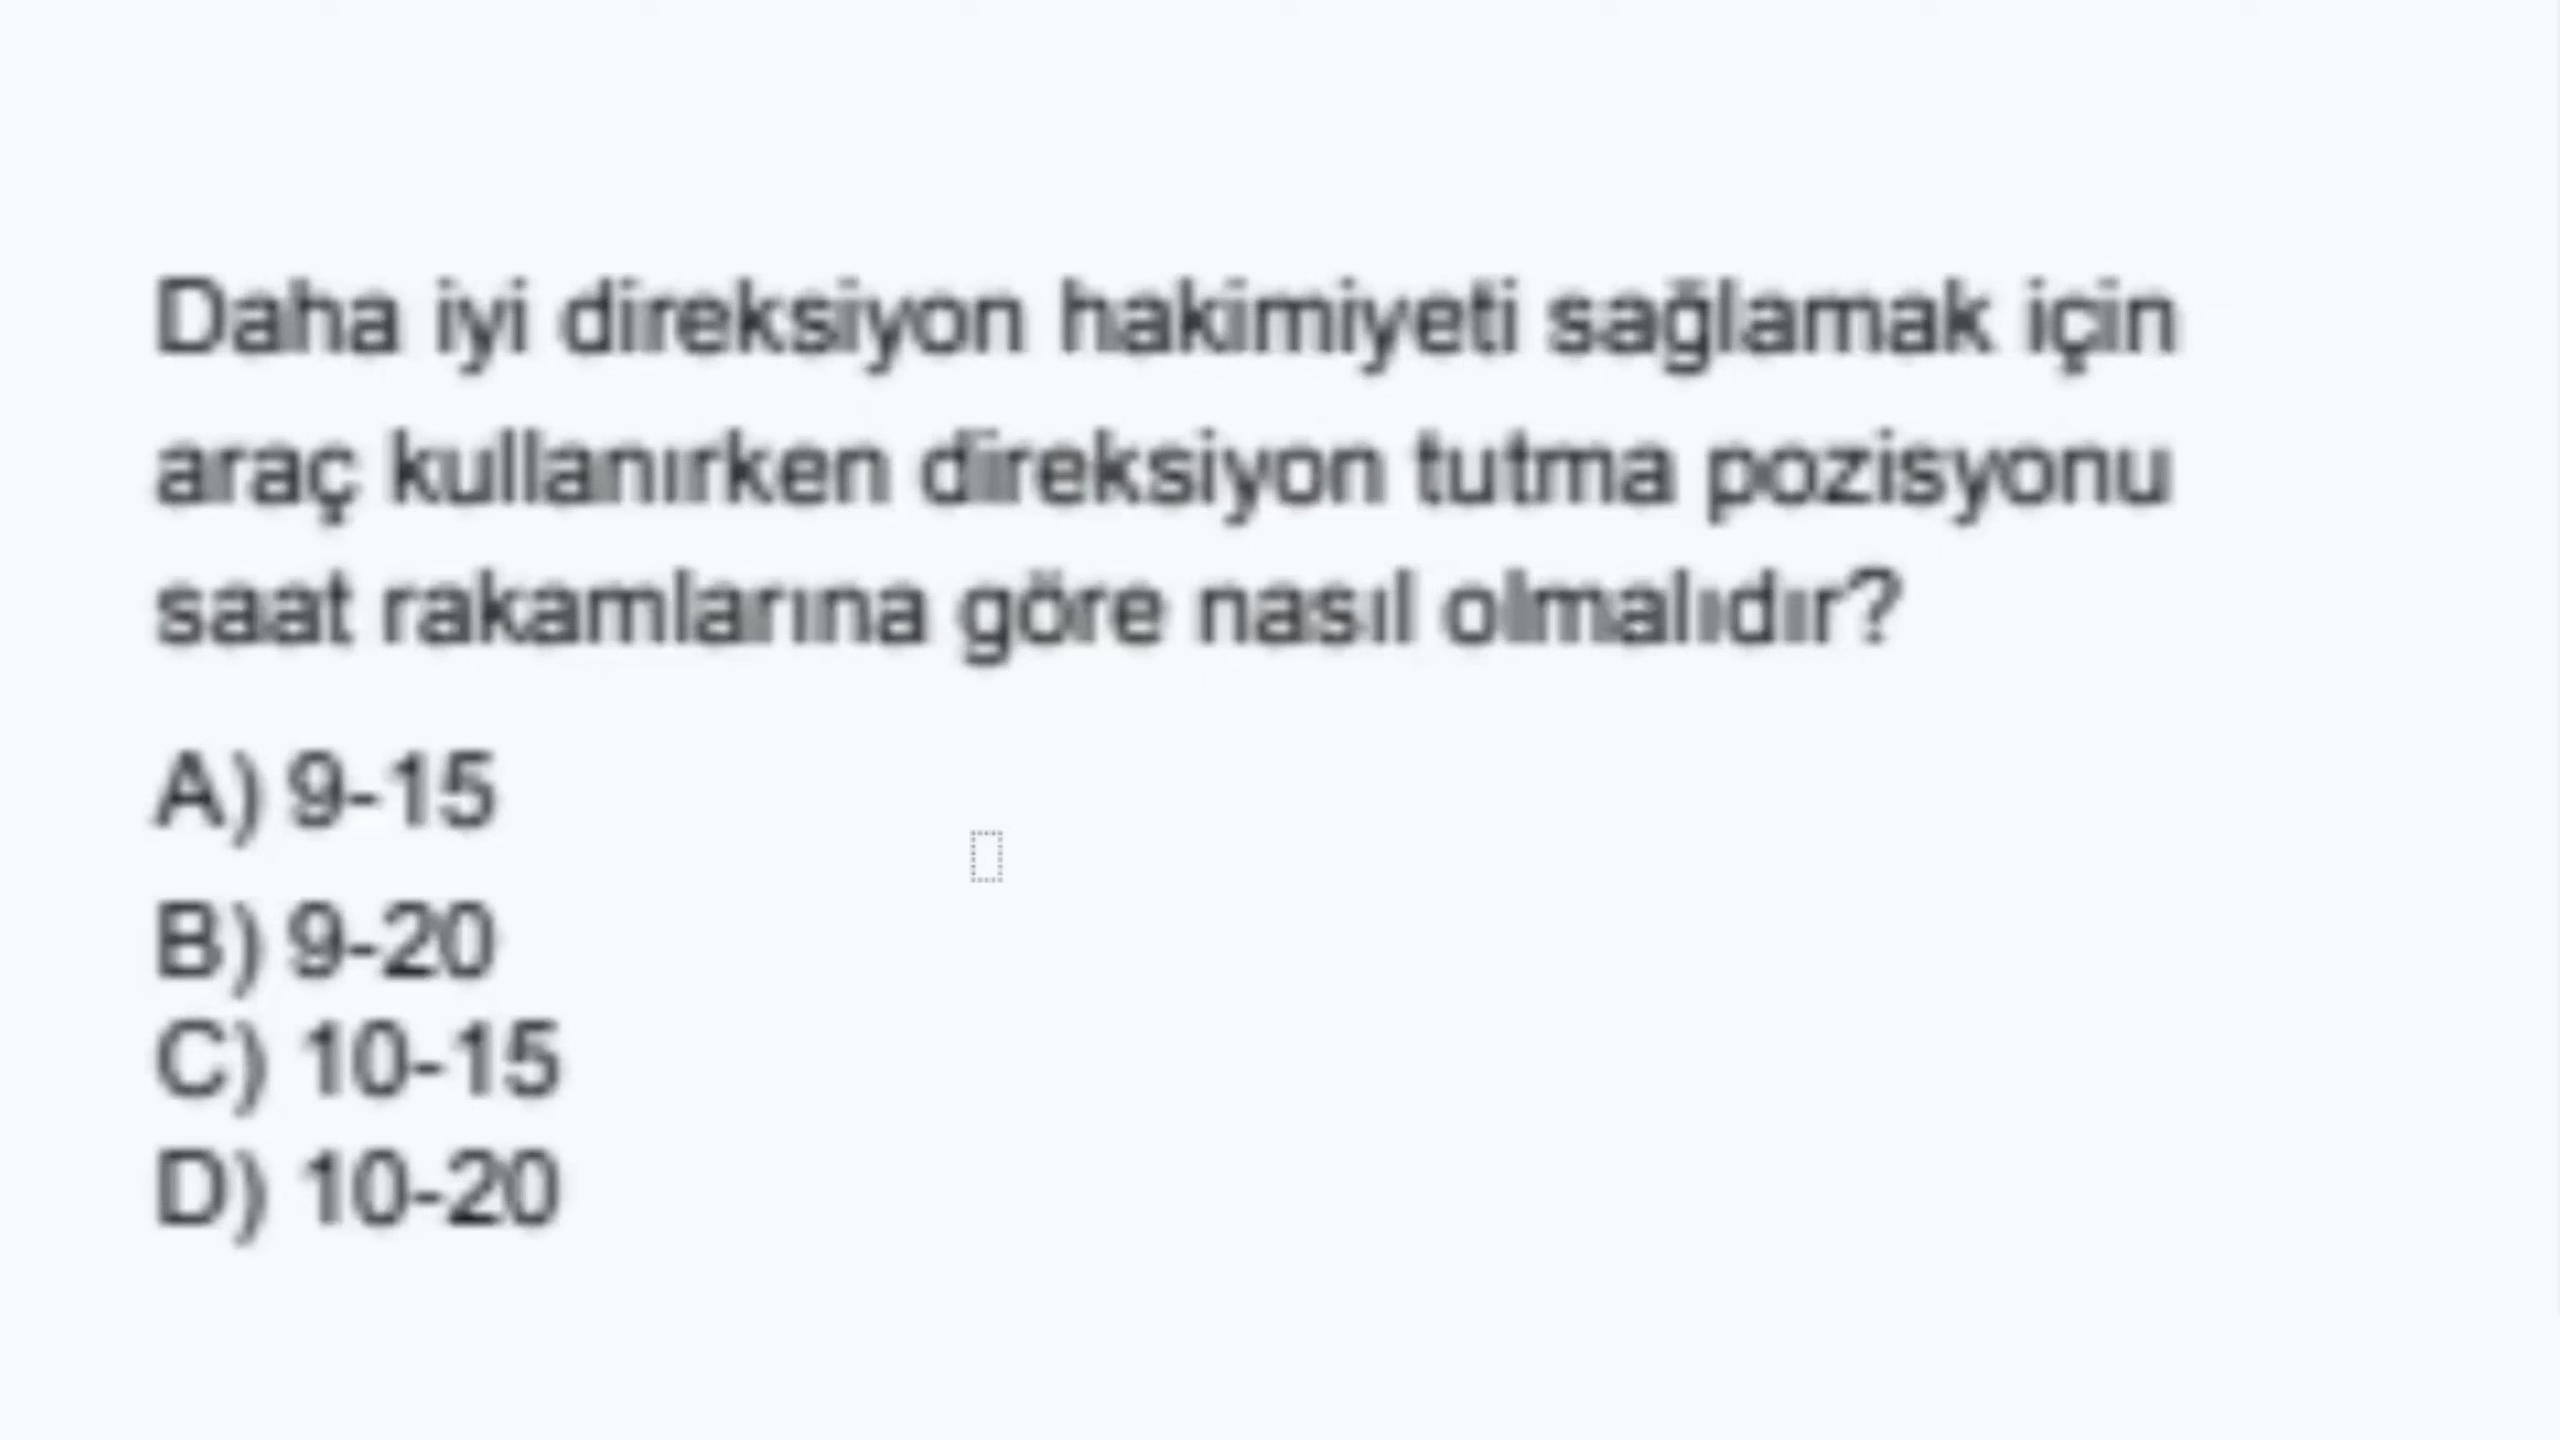 Daha iyi direksiyon hakimiyeti sağlamak için
araç kullanırken direksiyon tutma pozisyonu
saat rakamlarına göre nasıl olmalıdır?
A) 9-15
B) 9-20
C) 10-15
D) 10-20